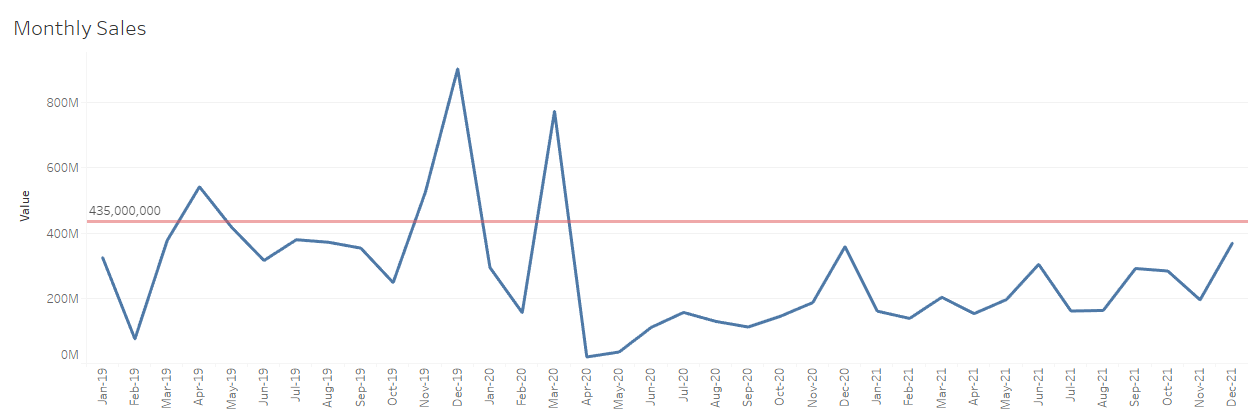 Monthly Sales
800M
600M
435,000,000
400M
200M
0M
Value
Jan-19
Feb-19
Mar-19
Apr-19
May-19
Jun-19
Jul-19
Aug-19
Sep-19
Oct-19
Nov-19
Dec-19
Jan-20
Feb-20
Mar-20
Apr-20
May-20
Jun-20
Jul-20
Aug-20
Sep-20
Oct-20
Nov-20
Dec-20
Jan-21
Feb-21
Mar-21
Apr-21
May-21
Jun-21
Jul-21
Aug-21
Sep-21
Oct-21
Nov-21
Dec-21